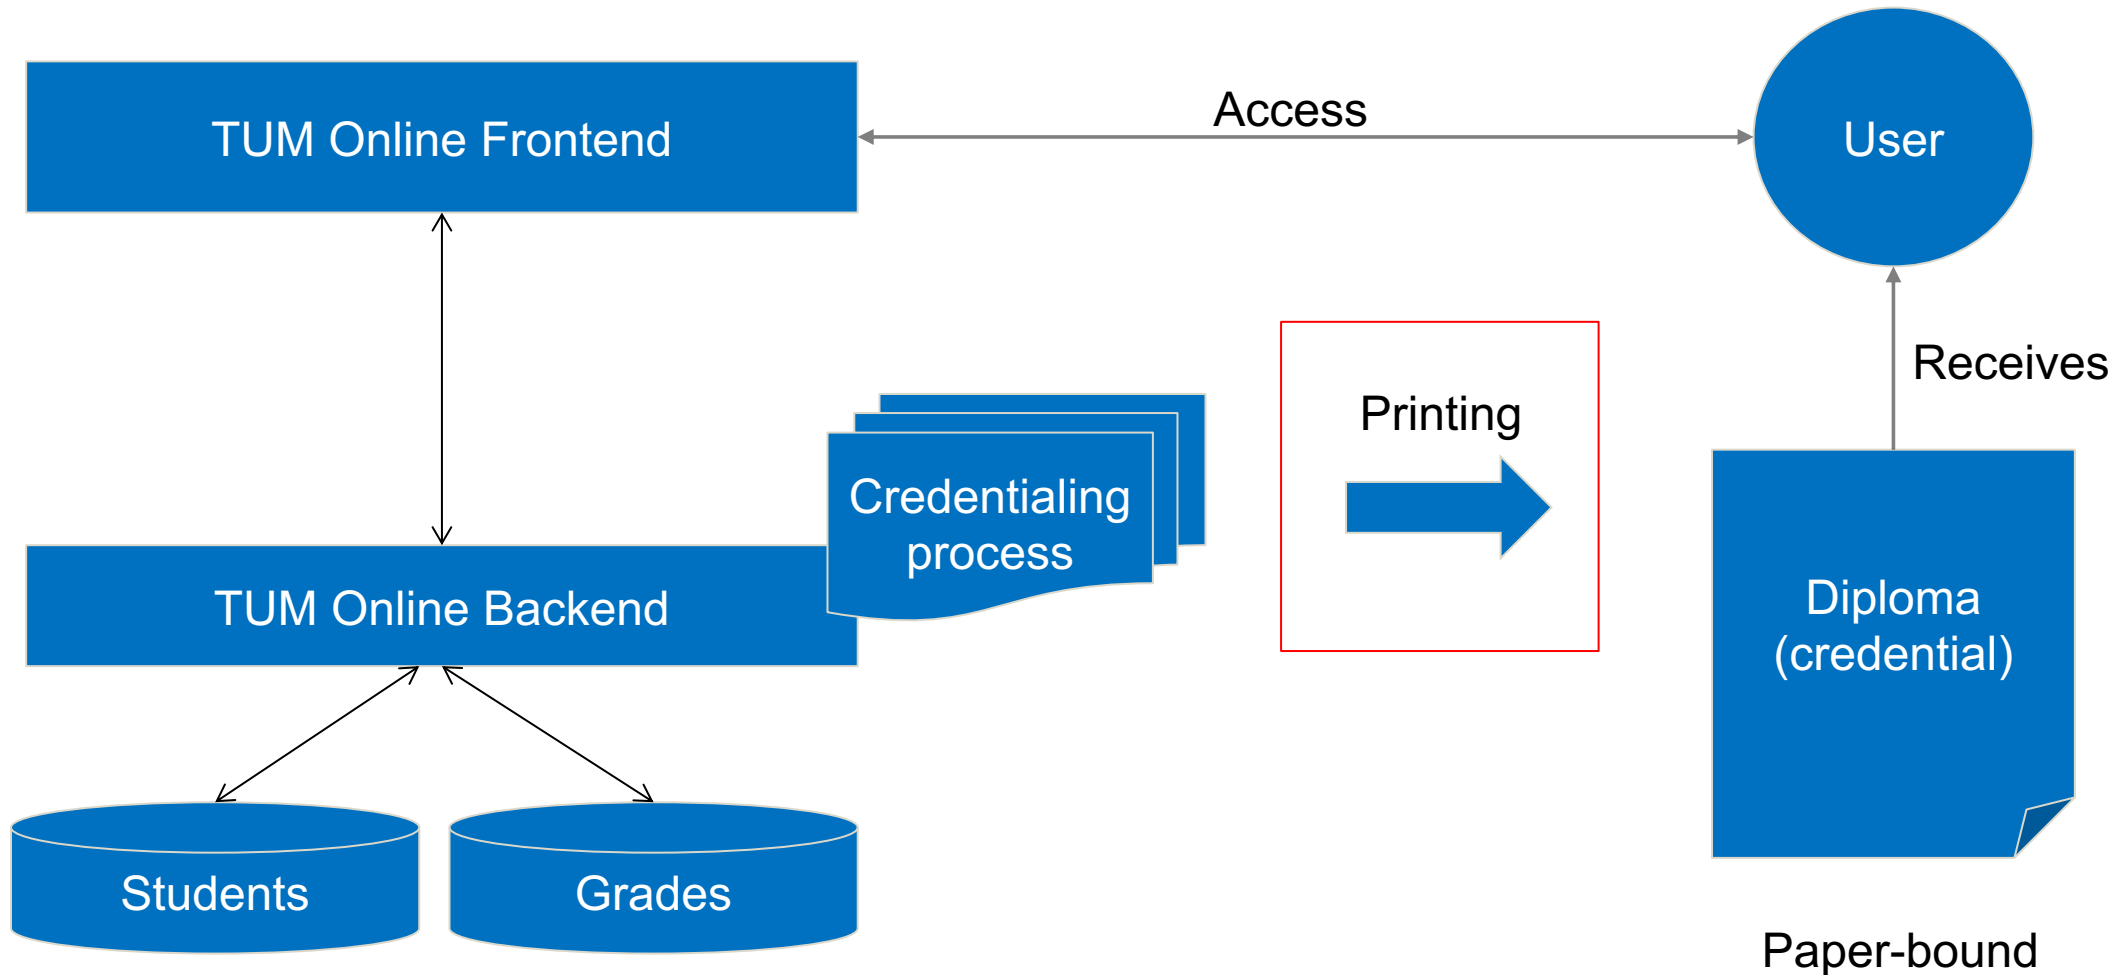 TUM Online Frontend
Access
User
Receives
Printing
Credentialing
process
TUM Online Backend
Diploma
(credential)
Students
Grades
Paper-bound